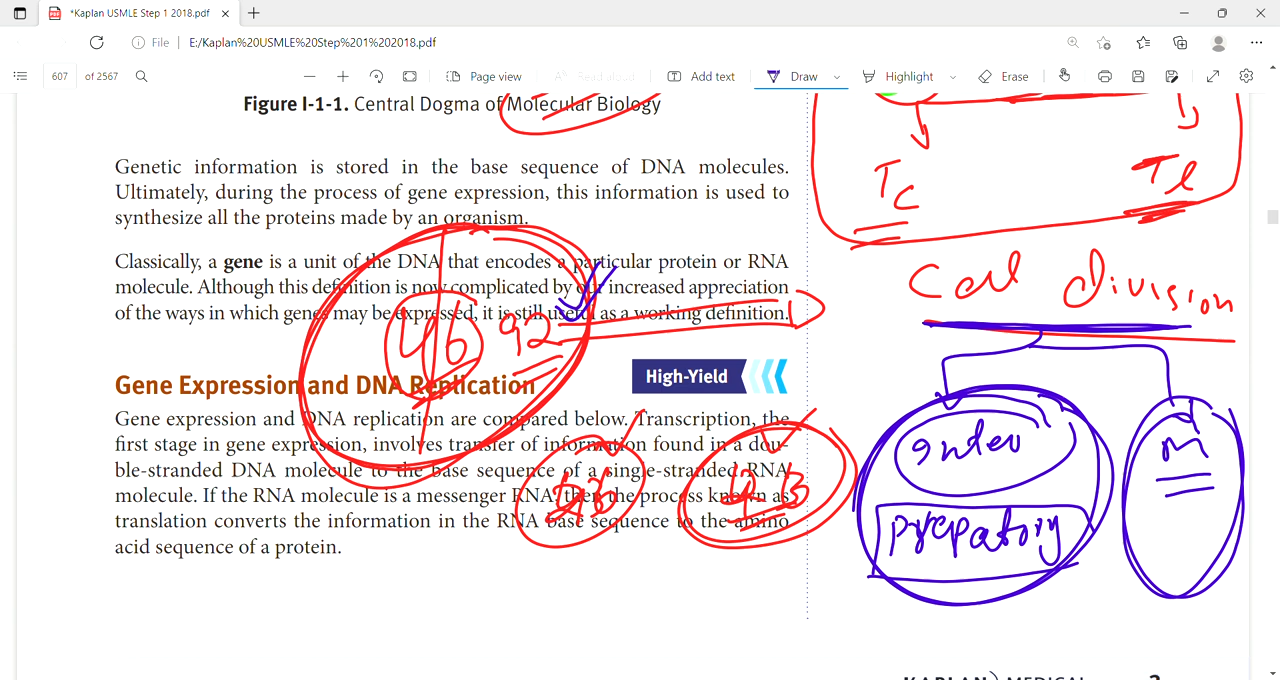 *Kaplan USMLE Step 1 2018.pdf
File | E:/Kaplan%20USMLE%20Step%201%202018.pdf
607 of 2567 Page view Read aloud Add text Draw Highlight Erase
Figure I-1-1. Central Dogma of Molecular Biology
Genetic information is stored in the base sequence of DNA molecules.
Ultimately, during the process of gene expression, this information is used to
synthesize all the proteins made by an organism.
Classically, a gene is a unit of the DNA that encodes a particular protein or RNA
molecule. Although this definition is now complicated by our increased appreciation
of the ways in which genes may be expressed, it is still useful as a working definition.
46 92
Gene Expression and DNA Replication
High-Yield
Gene expression and DNA replication are compared below. Transcription, the
first stage in gene expression, involves transfer of information found in a dou-
ble-stranded DNA molecule to the base sequence of a single-stranded RNA
molecule. If the RNA molecule is a messenger RNA, then the process known as
translation converts the information in the RNA base sequence to the amino
acid sequence of a protein.
Tc
Tl
Cell division
Inter
M
preparatory
KAPLAN MEDICAL 3